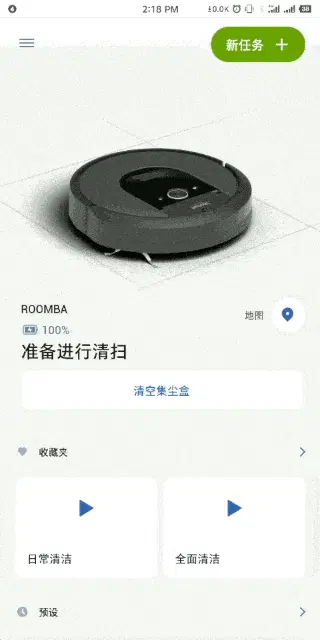 2:18 PM
±0.0K
38
新任务
ROOMBA
地图
100%
准备进行清扫
清空集尘盒
收藏夹
日常清洁
全面清洁
预设